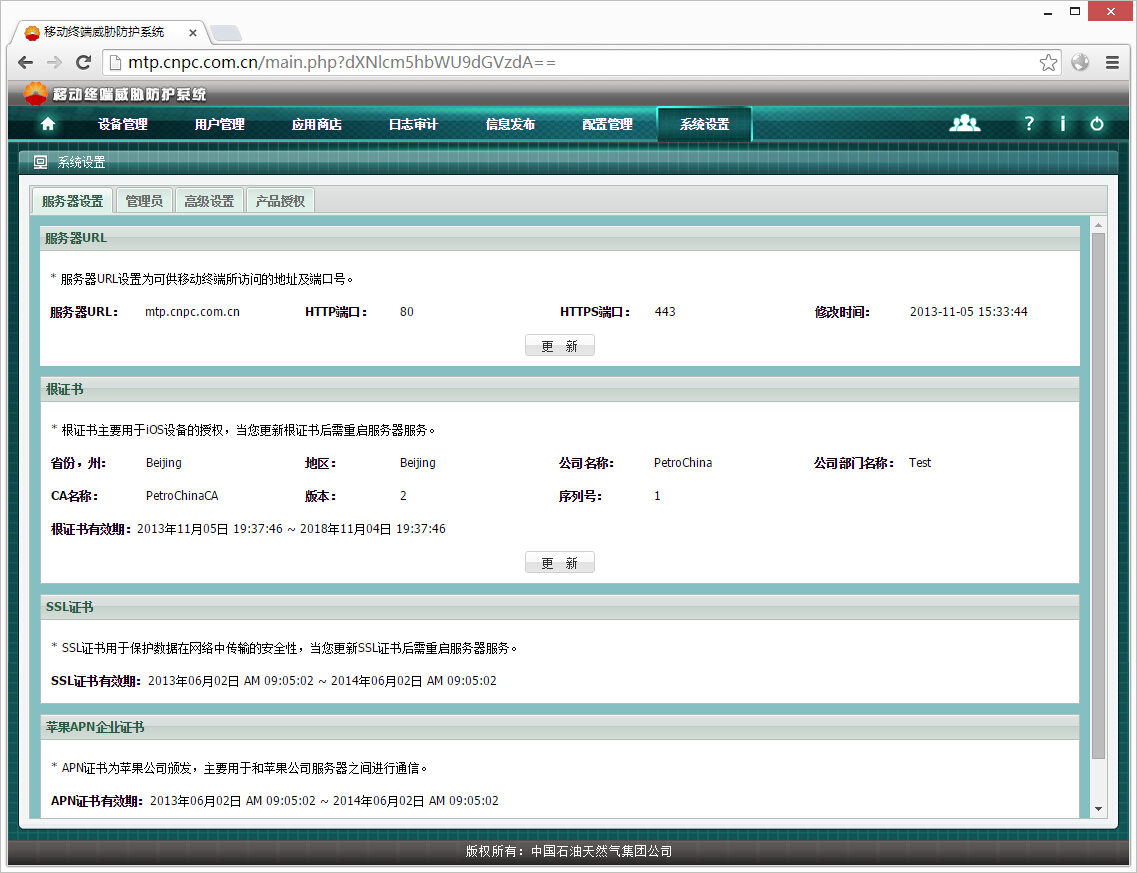 移动终端威胁防护系统
mtp.cnpc.com.cn/main.php?dXNlcm5hbWU9dGVzdA==
移动终端威胁防护系统
设备管理 用户管理 应用商店 日志审计 信息发布 配置管理 系统设置 ? i
系统设置
服务器设置 管理员 高级设置 产品授权
服务器URL
* 服务器URL设置为可供移动终端所访问的地址及端口号。
服务器URL： mtp.cnpc.com.cn HTTP端口： 80 HTTPS端口： 443 修改时间： 2013-11-05 15:33:44
更 新
根证书
* 根证书主要用于iOS设备的授权，当您更新根证书后需重启服务器服务。
省份，州： Beijing 地区： Beijing 公司名称： PetroChina 公司部门名称： Test
CA名称： PetroChinaCA 版本： 2 序列号： 1
根证书有效期：2013年11月05日 19:37:46 ~ 2018年11月04日 19:37:46
更 新
SSL证书
* SSL证书用于保护数据在网络中传输的安全性，当您更新SSL证书后需重启服务器服务。
SSL证书有效期：2013年06月02日 AM 09:05:02 ~ 2014年06月02日 AM 09:05:02
苹果APN企业证书
* APN证书为苹果公司颁发，主要用于和苹果公司服务器之间进行通信。
APN证书有效期：2013年06月02日 AM 09:05:02 ~ 2014年06月02日 AM 09:05:02
版权所有：中国石油天然气集团公司